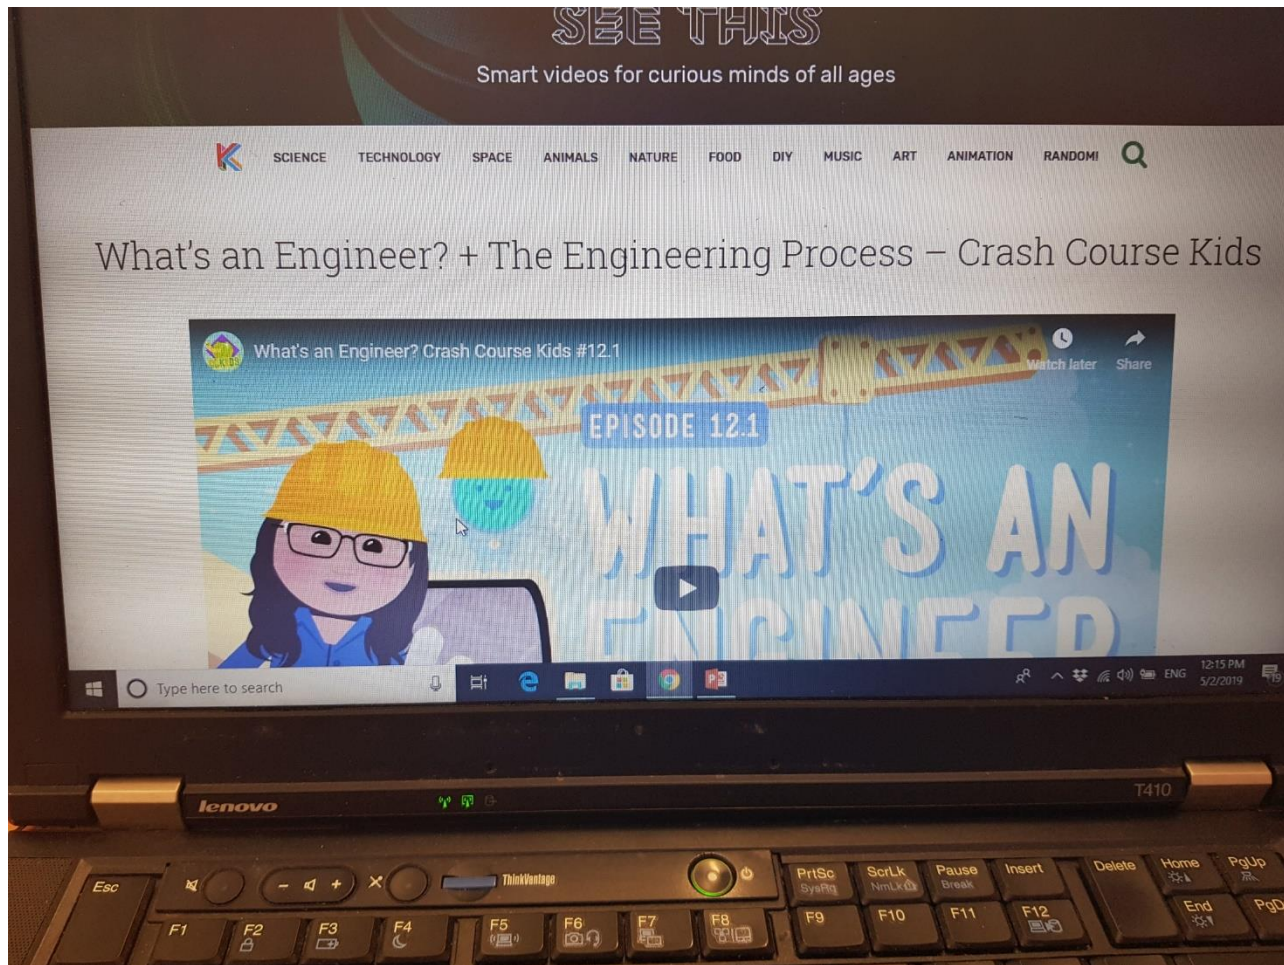 SEE THIS
Smart videos for curious minds of all ages
K SCIENCE TECHNOLOGY SPACE ANIMALS NATURE FOOD DIY MUSIC ART ANIMATION RANDOM!
What's an Engineer? + The Engineering Process – Crash Course Kids
What's an Engineer? Crash Course Kids #12.1
Watch later Share
EPISODE 12.1
WHAT'S AN
ENGINEER
Type here to search
ENG
12:15 PM
5/2/2019
19
lenovo
T410
ThinkVantage
Esc
PrtSc
SysRq
ScrLk
NmLk
Pause
Break
Insert
Delete
Home
PgUp
F1 F2 F3 F4 F5 F6 F7 F8 F9 F10 F11 F12
End
PgD